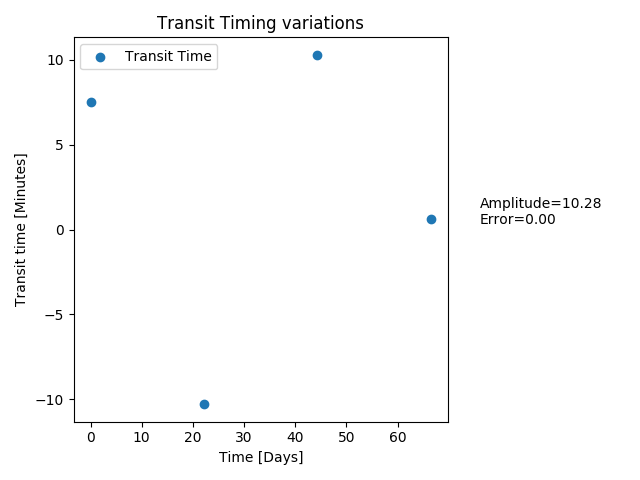 Transit Timing variations
Transit Time
10
5
0
−5
−10
Transit time [Minutes]
Amplitude=10.28
Error=0.00
0 10 20 30 40 50 60
Time [Days]